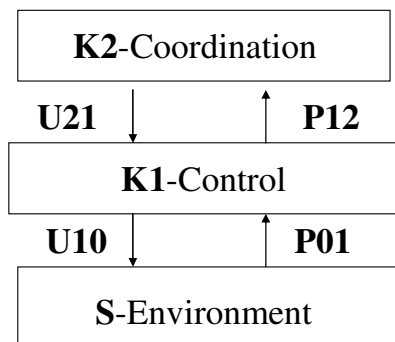 K2-Coordination
U21 P12
K1-Control
U10 P01
S-Environment